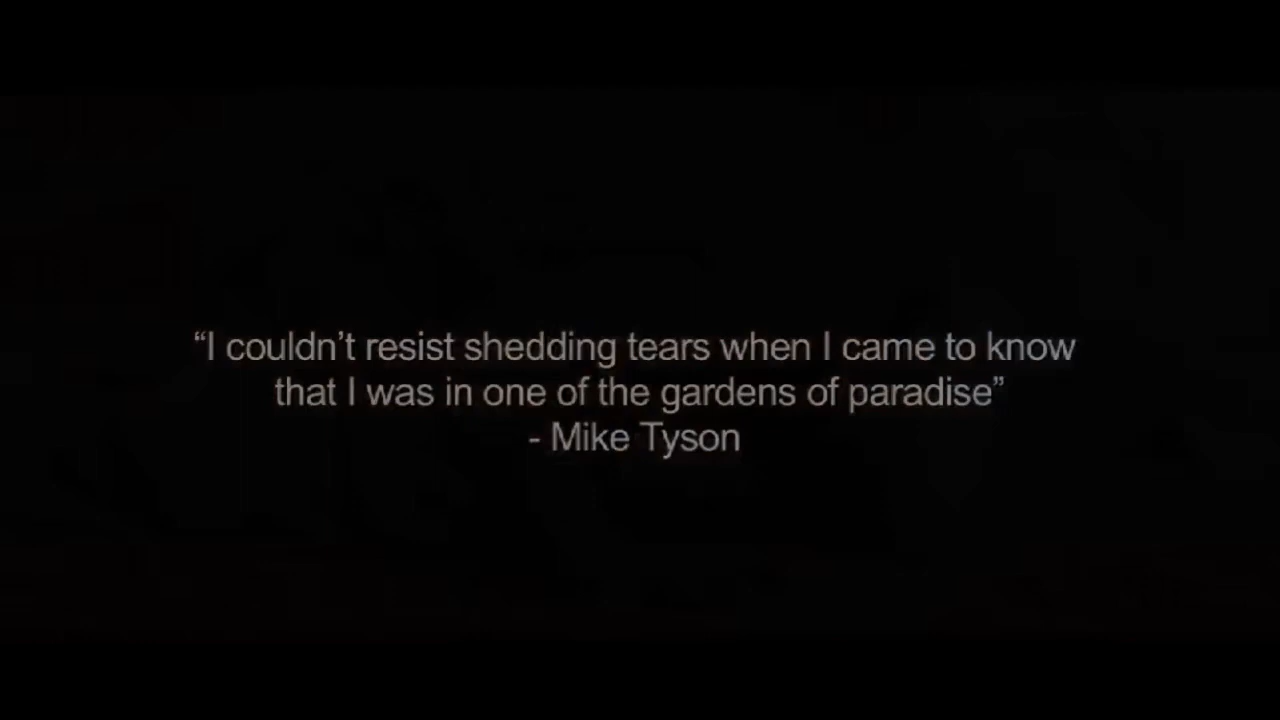 “I couldn’t resist shedding tears when I came to know
that I was in one of the gardens of paradise”
- Mike Tyson